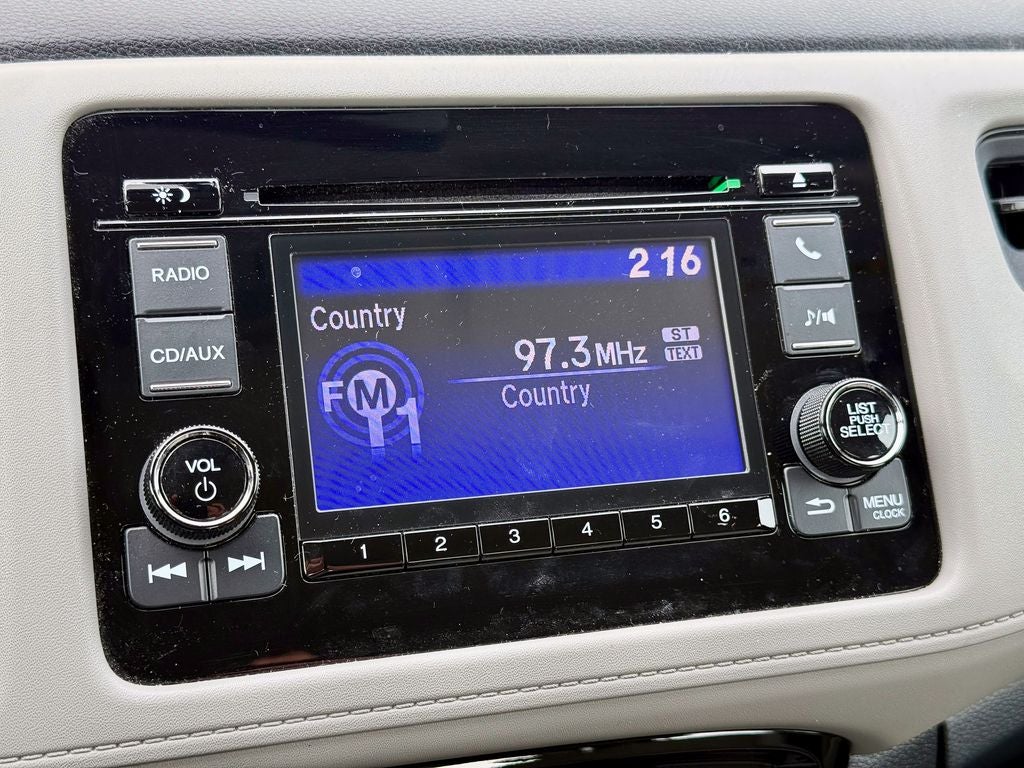 2 16
RADIO
CD/AUX
Country
97.3 MHz
ST
TEXT
Country
FM 1
VOL
LIST
PUSH
SELECT
MENU
CLOCK
1 2 3 4 5 6